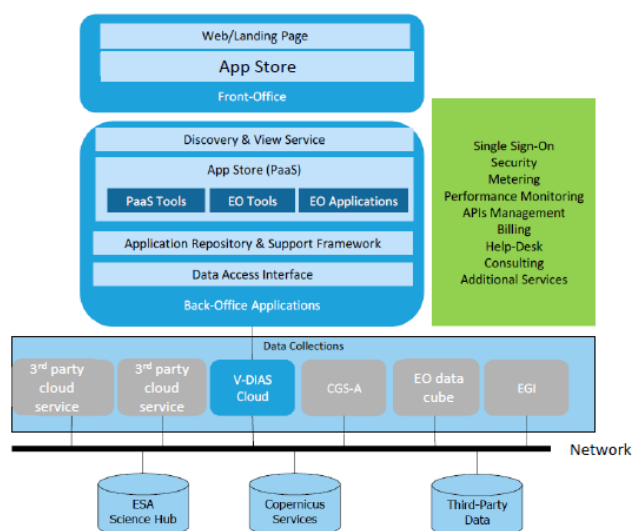 Web/Landing Page
App Store
Front-Office
Discovery & View Service
App Store (PaaS)
PaaS Tools
EO Tools
EO Applications
Application Repository & Support Framework
Data Access Interface
Back-Office Applications
Single Sign-On
Security
Metering
Performance Monitoring
APIs Management
Billing
Help-Desk
Consulting
Additional Services
Data Collections
3rd party
cloud
service
3rd party
cloud
service
V-DIAS
Cloud
CGS-A
EO data
cube
EGI
Network
ESA
Science Hub
Copernicus
Services
Third-Party
Data